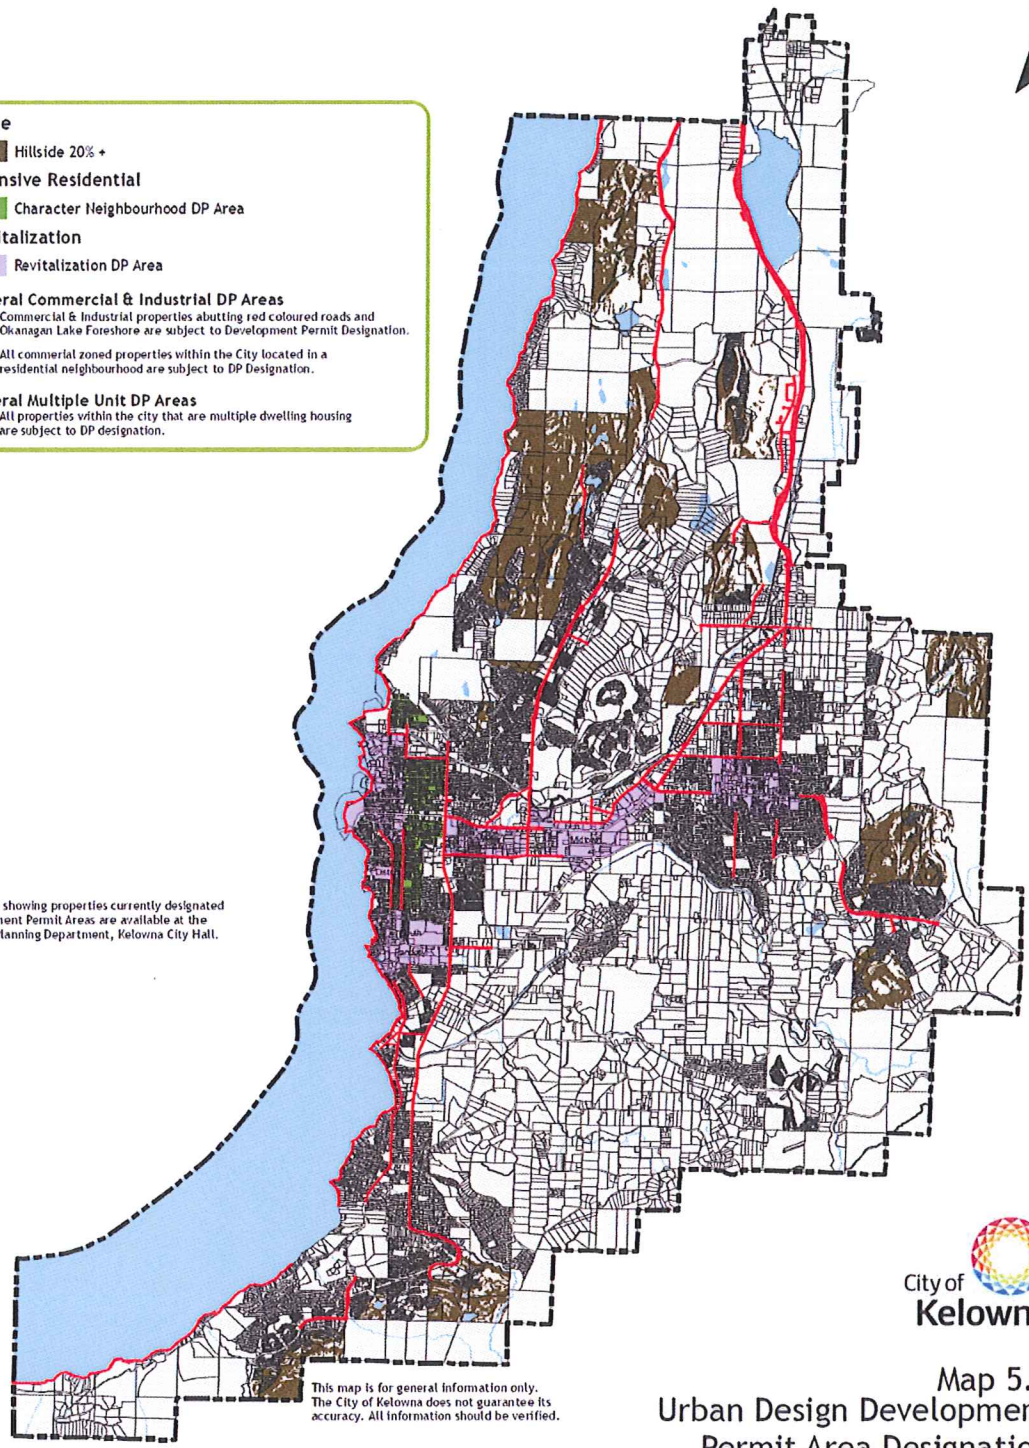 e
Hillside 20% +
nsive Residential
Character Neighbourhood DP Area
talization
Revitalization DP Area
eral Commercial & Industrial DP Areas
Commercial & Industrial properties abutting red coloured roads and
Okanagan Lake Foreshore are subject to Development Permit Designation.
All commerial zoned properties within the City located in a
residential neighbourhood are subject to DP Designation.
eral Multiple Unit DP Areas
All properties within the city that are multiple dwelling housing
are subject to DP designation.
showing properties currently designated
ment Permit Areas are available at the
lanning Department, Kelowna City Hall.
City of
Kelown
This map is for general information only.
The City of Kelowna does not guarantee its
accuracy. All information should be verified.
Map 5.
Urban Design Developmen
Permit Area Designatio